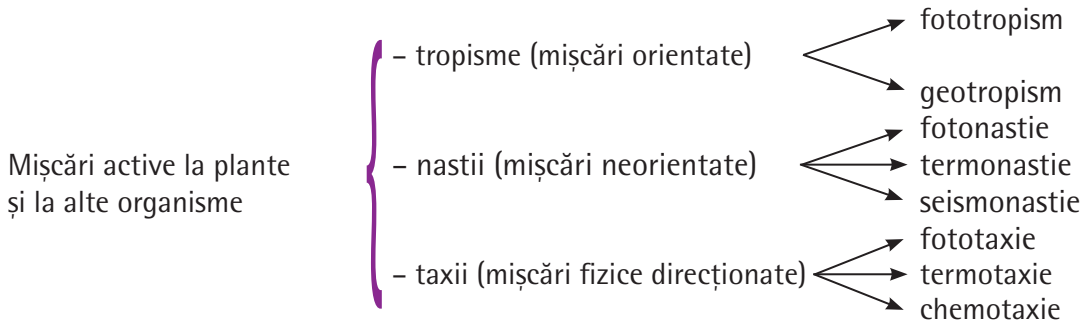 Mișcări active la plante
și la alte organisme
– tropisme (mișcări orientate)
fototropism
geotropism
– nastii (mișcări neorientate)
fotonastie
termonastie
seismonastie
– taxii (mișcări fizice direcționate)
fototaxie
termotaxie
chemotaxie